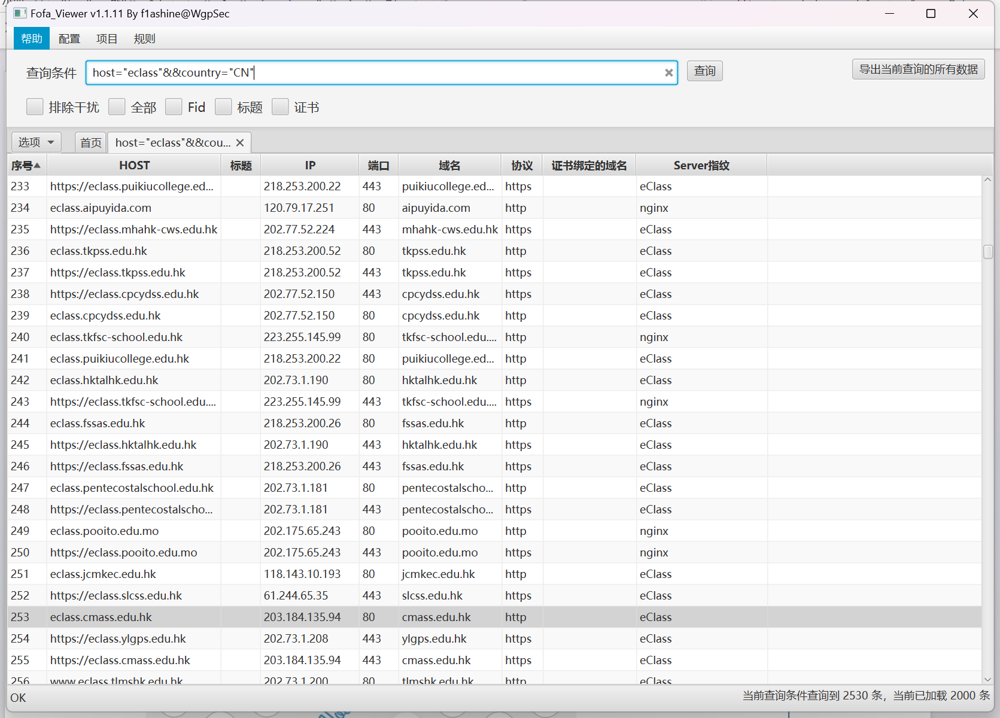 Fofa_Viewer v1.1.11 By f1ashine@WgpSec
帮助 配置 项目 规则
查询条件 host="eclass"&&country="CN" 查询 导出当前查询的所有数据
排除干扰 全部 Fid 标题 证书
选项 首页 host="eclass"&&cou...
序号 HOST 标题 IP 端口 域名 协议 证书绑定的域名 Server指纹
233 https://eclass.puikiucollege.ed... 218.253.200.22 443 puikiucollege.ed... https eClass
234 eclass.aipuyida.com 120.79.17.251 80 aipuyida.com http nginx
235 https://eclass.mhahk-cws.edu.hk 202.77.52.224 443 mhahk-cws.edu.hk https eClass
236 eclass.tkpss.edu.hk 218.253.200.52 80 tkpss.edu.hk http eClass
237 https://eclass.tkpss.edu.hk 218.253.200.52 443 tkpss.edu.hk https eClass
238 https://eclass.cpcydss.edu.hk 202.77.52.150 443 cpcydss.edu.hk https eClass
239 eclass.cpcydss.edu.hk 202.77.52.150 80 cpcydss.edu.hk http eClass
240 eclass.tkfsc-school.edu.hk 223.255.145.99 80 tkfsc-school.edu.... http nginx
241 eclass.puikiucollege.edu.hk 218.253.200.22 80 puikiucollege.ed... http eClass
242 eclass.hktalhk.edu.hk 202.73.1.190 80 hktalhk.edu.hk http eClass
243 https://eclass.tkfsc-school.edu.... 223.255.145.99 443 tkfsc-school.edu.... https nginx
244 eclass.fssas.edu.hk 218.253.200.26 80 fssas.edu.hk http eClass
245 https://eclass.hktalhk.edu.hk 202.73.1.190 443 hktalhk.edu.hk https eClass
246 https://eclass.fssas.edu.hk 218.253.200.26 443 fssas.edu.hk https eClass
247 eclass.pentecostalschool.edu.hk 202.73.1.181 80 pentecostalscho... http eClass
248 https://eclass.pentecostalscho... 202.73.1.181 443 pentecostalscho... https eClass
249 eclass.pooito.edu.mo 202.175.65.243 80 pooito.edu.mo http nginx
250 https://eclass.pooito.edu.mo 202.175.65.243 443 pooito.edu.mo https nginx
251 eclass.jcmkec.edu.hk 118.143.10.193 80 jcmkec.edu.hk http eClass
252 https://eclass.slcss.edu.hk 61.244.65.35 443 slcss.edu.hk https eClass
253 eclass.cmass.edu.hk 203.184.135.94 80 cmass.edu.hk http eClass
254 https://eclass.ylgps.edu.hk 202.73.1.208 443 ylgps.edu.hk https eClass
255 https://eclass.cmass.edu.hk 203.184.135.94 443 cmass.edu.hk https eClass
256 www.eclass.tlmshk.edu.hk 202.73.1.200 80 tlmshk.edu.hk http eClass
OK 当前查询条件查询到 2530 条，当前已加载 2000 条